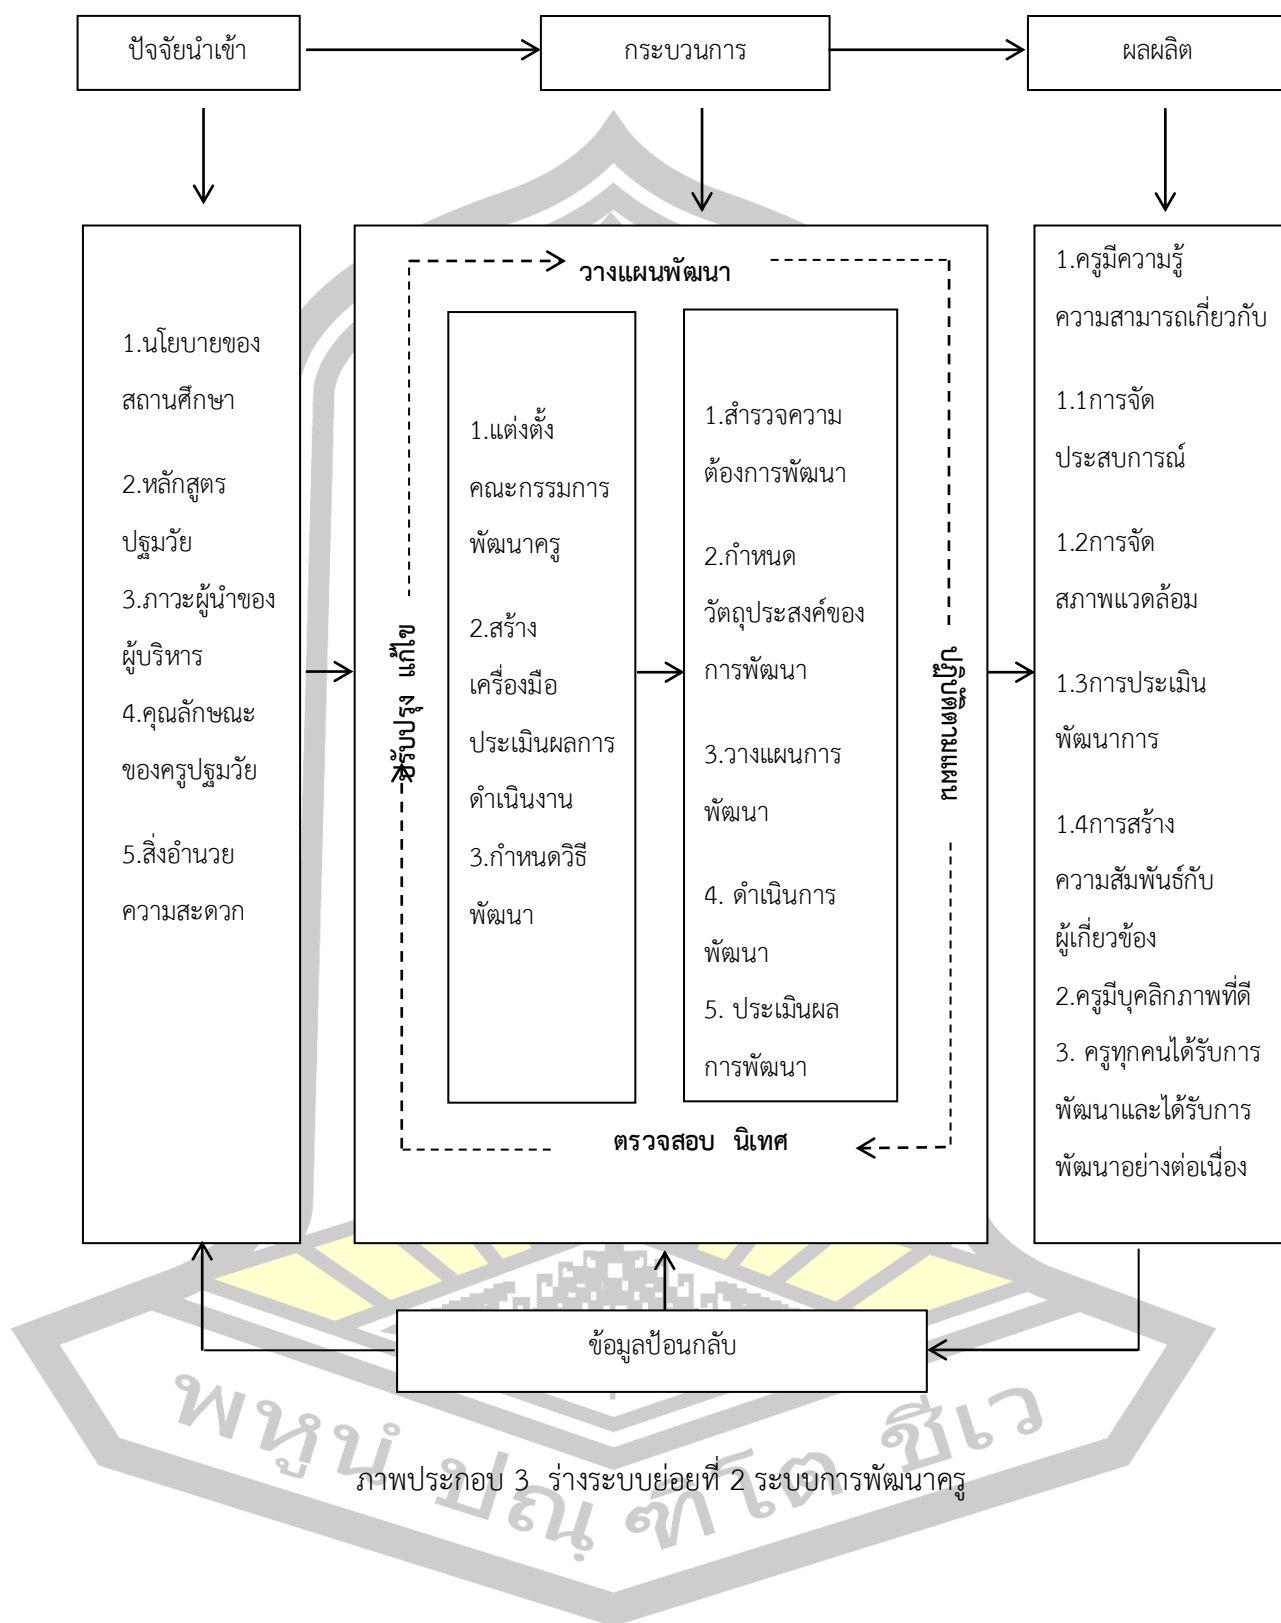 ปัจจัยนำเข้า
กระบวนการ
ผลผลิต
1.นโยบายของ
สถานศึกษา
2.หลักสูตร
ปฐมวัย
3.ภาวะผู้นำของ
ผู้บริหาร
4.คุณลักษณะ
ของครูปฐมวัย
5.สิ่งอำนวย
ความสะดวก
วางแผนพัฒนา
ปรับปรุง แก้ไข
1.แต่งตั้ง
คณะกรรมการ
พัฒนาครู
2.สร้าง
เครื่องมือ
ประเมินผลการ
ดำเนินงาน
3.กำหนดวิธี
พัฒนา
1.สำรวจความ
ต้องการพัฒนา
2.กำหนด
วัตถุประสงค์ของ
การพัฒนา
3.วางแผนการ
พัฒนา
4. ดำเนินการ
พัฒนา
5. ประเมินผล
การพัฒนา
ปฏิบัติตามแผน
ตรวจสอบ นิเทศ
1.ครูมีความรู้
ความสามารถเกี่ยวกับ
1.1การจัด
ประสบการณ์
1.2การจัด
สภาพแวดล้อม
1.3การประเมิน
พัฒนาการ
1.4การสร้าง
ความสัมพันธ์กับ
ผู้เกี่ยวข้อง
2.ครูมีบุคลิกภาพที่ดี
3. ครูทุกคนได้รับการ
พัฒนาและได้รับการ
พัฒนาอย่างต่อเนื่อง
ข้อมูลป้อนกลับ
พหูนํ ปณฺฑิโต ชีเว
ภาพประกอบ 3 ร่างระบบย่อยที่ 2 ระบบการพัฒนาครู